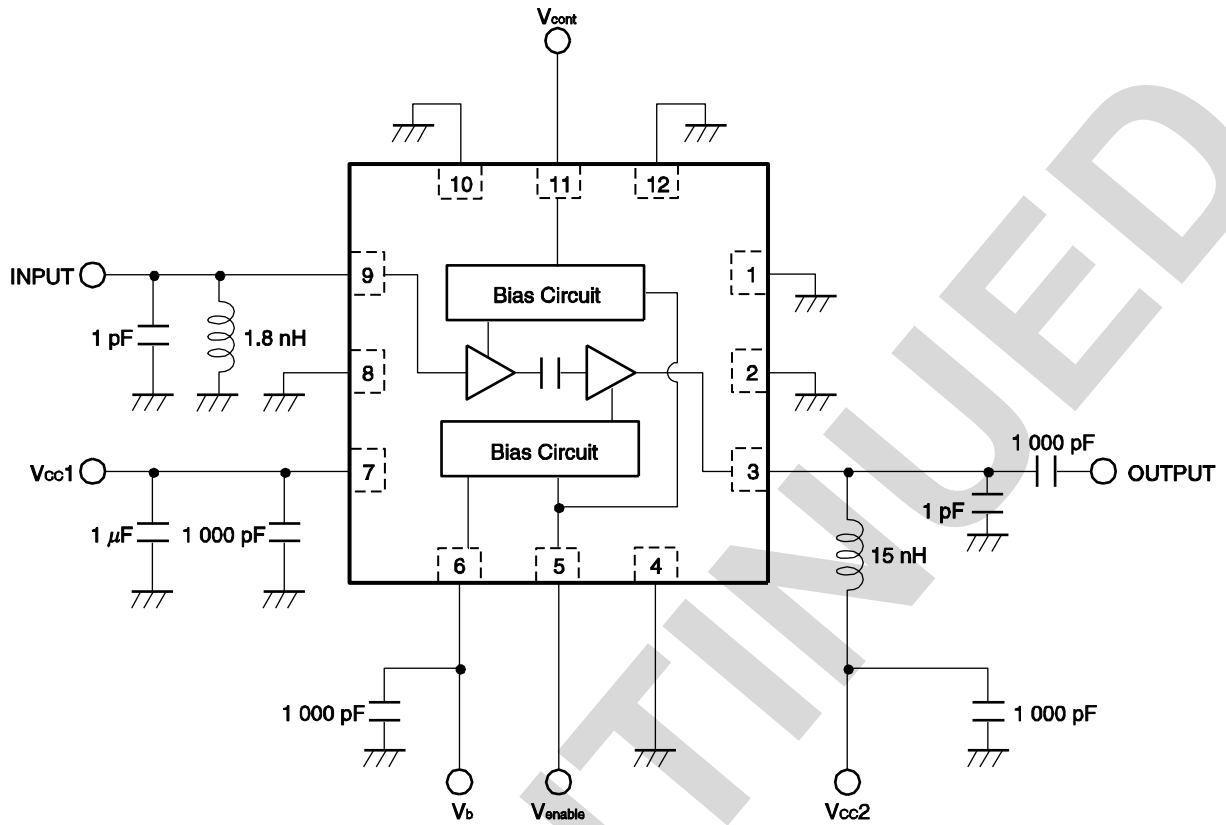 Vcont
10
11
12
INPUT
9
Bias Circuit
1
1 pF
1.8 nH
8
2
Bias Circuit
1 000 pF
Vcc1
7
3
OUTPUT
1 μF
1 000 pF
1 pF
6
5
4
15 nH
1 000 pF
1 000 pF
Vb
Venable
Vcc2
TINUED